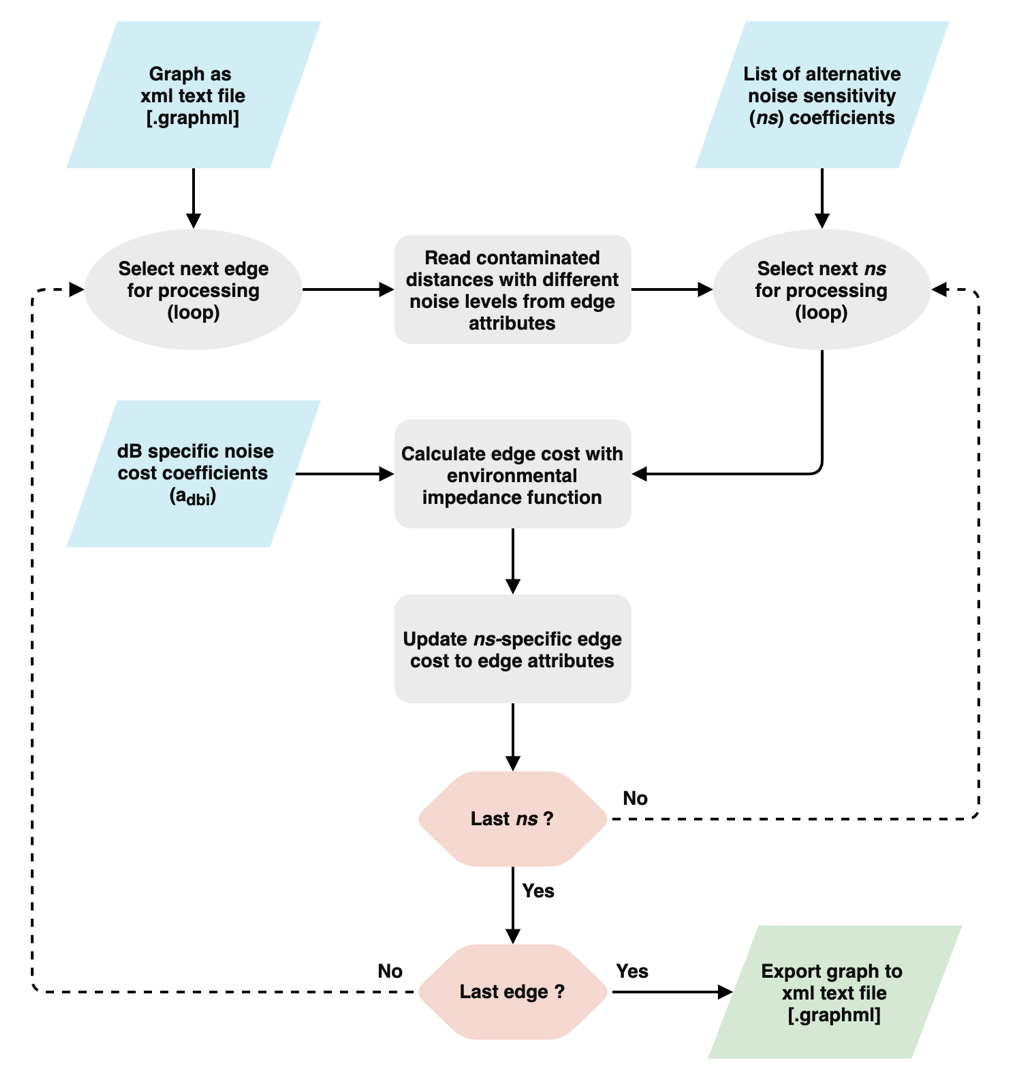 Graph as
xml text file
[.graphml]
List of alternative
noise sensitivity
(ns) coefficients
Select next edge
for processing
(loop)
Read contaminated
distances with different
noise levels from edge
attributes
Select next ns
for processing
(loop)
dB specific noise
cost coefficients
(adbi)
Calculate edge cost with
environmental
impedance function
Update ns-specific edge
cost to edge attributes
Last ns ?
No
Yes
No
Last edge ?
Yes
Export graph to
xml text file
[.graphml]